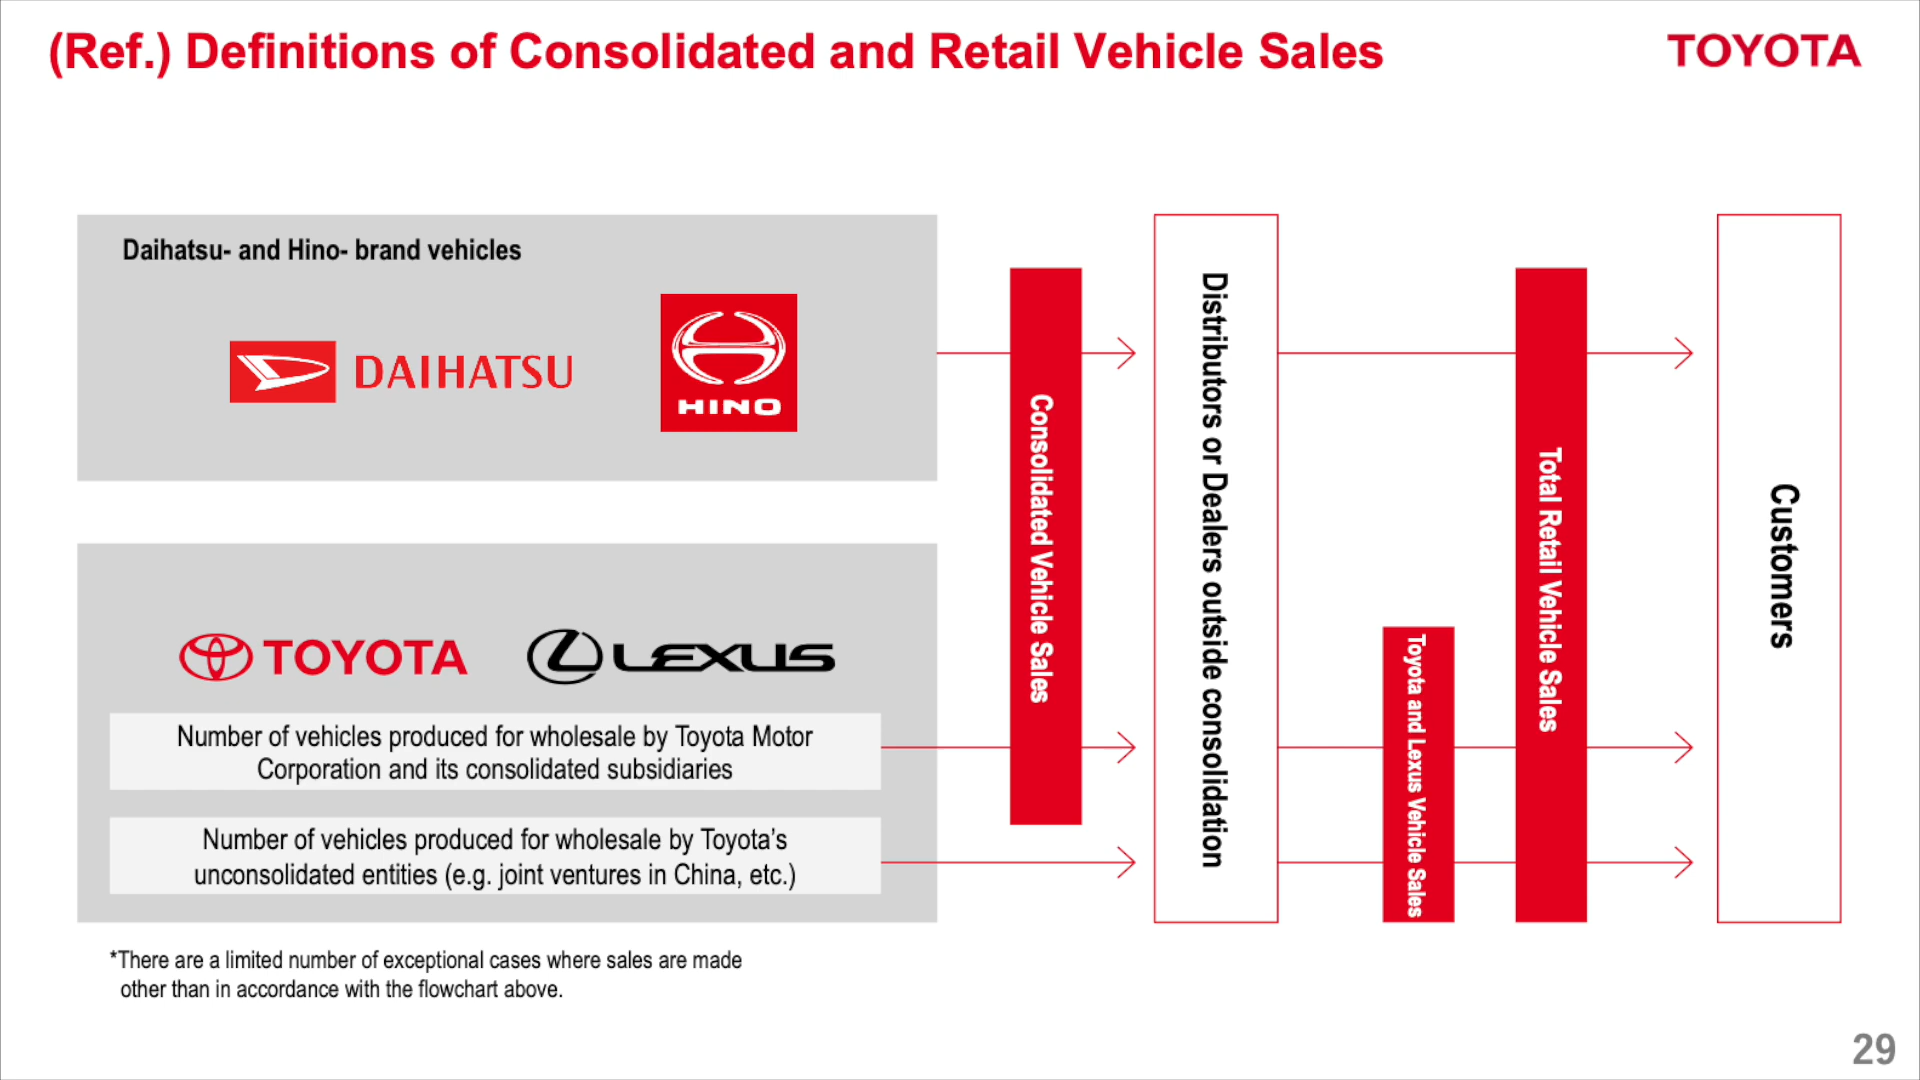 (Ref.) Definitions of Consolidated and Retail Vehicle Sales
TOYOTA
Daihatsu- and Hino- brand vehicles
DAIHATSU
HINO
TOYOTA
LEXUS
Number of vehicles produced for wholesale by Toyota Motor
Corporation and its consolidated subsidiaries
Number of vehicles produced for wholesale by Toyota’s
unconsolidated entities (e.g. joint ventures in China, etc.)
Consolidated Vehicle Sales
Distributors or Dealers outside consolidation
Toyota and Lexus Vehicle Sales
Total Retail Vehicle Sales
Customers
*There are a limited number of exceptional cases where sales are made
other than in accordance with the flowchart above.
29